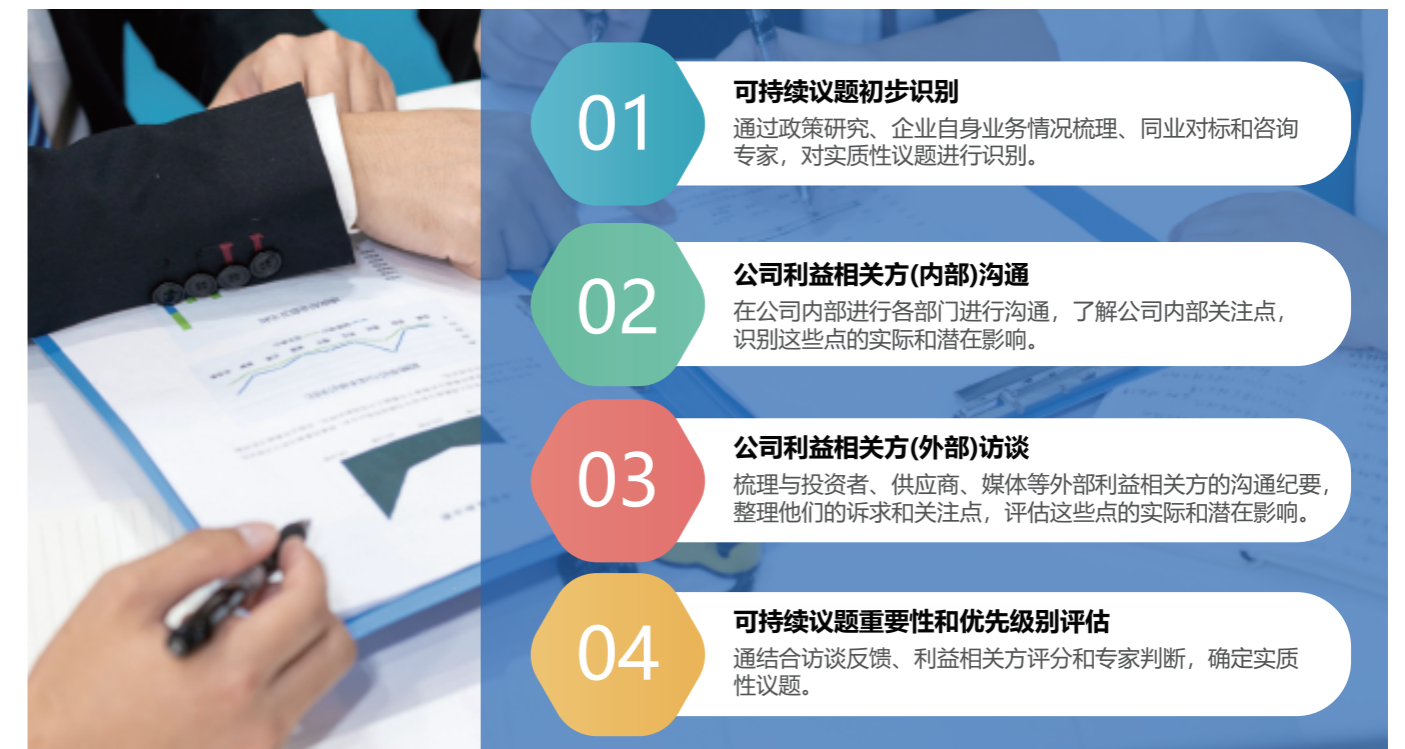 01
可持续议题初步识别
通过政策研究、企业自身业务情况梳理、同业对标和咨询
专家，对实质性议题进行识别。
02
公司利益相关方(内部)沟通
在公司内部进行各部门进行沟通，了解公司内部关注点，
识别这些点的实际和潜在影响。
03
公司利益相关方(外部)访谈
梳理与投资者、供应商、媒体等外部利益相关方的沟通纪要，
整理他们的诉求和关注点，评估这些点的实际和潜在影响。
04
可持续议题重要性和优先级别评估
通结合访谈反馈、利益相关方评分和专家判断，确定实质
性议题。